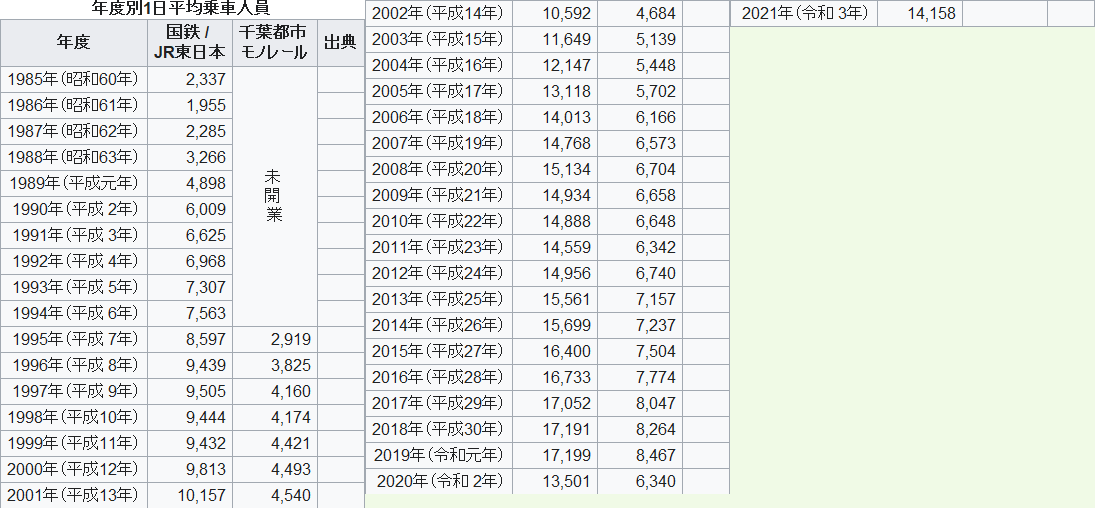 年度別1日平均乗車人員
年度 国鉄 / JR東日本 千葉都市モノレール 出典
1985年(昭和60年) 2,337 未開業
1986年(昭和61年) 1,955
1987年(昭和62年) 2,285
1988年(昭和63年) 3,266
1989年(平成元年) 4,898
1990年(平成 2年) 6,009
1991年(平成 3年) 6,625
1992年(平成 4年) 6,968
1993年(平成 5年) 7,307
1994年(平成 6年) 7,563
1995年(平成 7年) 8,597 2,919
1996年(平成 8年) 9,439 3,825
1997年(平成 9年) 9,505 4,160
1998年(平成10年) 9,444 4,174
1999年(平成11年) 9,432 4,421
2000年(平成12年) 9,813 4,493
2001年(平成13年) 10,157 4,540
2002年(平成14年) 10,592 4,684
2003年(平成15年) 11,649 5,139
2004年(平成16年) 12,147 5,448
2005年(平成17年) 13,118 5,702
2006年(平成18年) 14,013 6,166
2007年(平成19年) 14,768 6,573
2008年(平成20年) 15,134 6,704
2009年(平成21年) 14,934 6,658
2010年(平成22年) 14,888 6,648
2011年(平成23年) 14,559 6,342
2012年(平成24年) 14,956 6,740
2013年(平成25年) 15,561 7,157
2014年(平成26年) 15,699 7,237
2015年(平成27年) 16,400 7,504
2016年(平成28年) 16,733 7,774
2017年(平成29年) 17,052 8,047
2018年(平成30年) 17,191 8,264
2019年(令和元年) 17,199 8,467
2020年(令和 2年) 13,501 6,340
2021年(令和 3年) 14,158